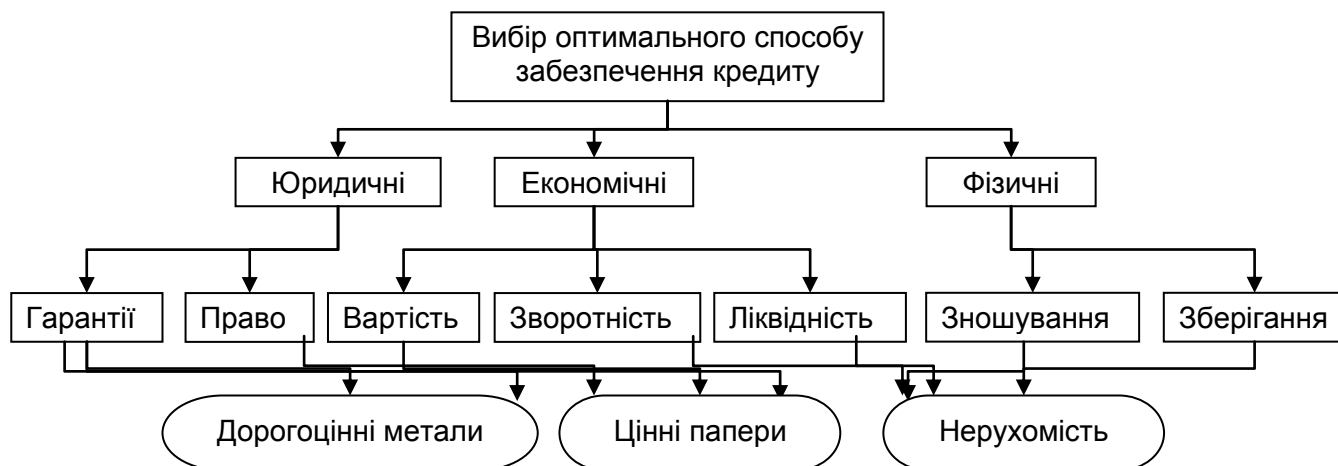 Вибір оптимального способу
забезпечення кредиту
Юридичні
Економічні
Фізичні
Гарантії
Право
Вартість
Зворотність
Ліквідність
Зношування
Зберігання
Дорогоцінні метали
Цінні папери
Нерухомість